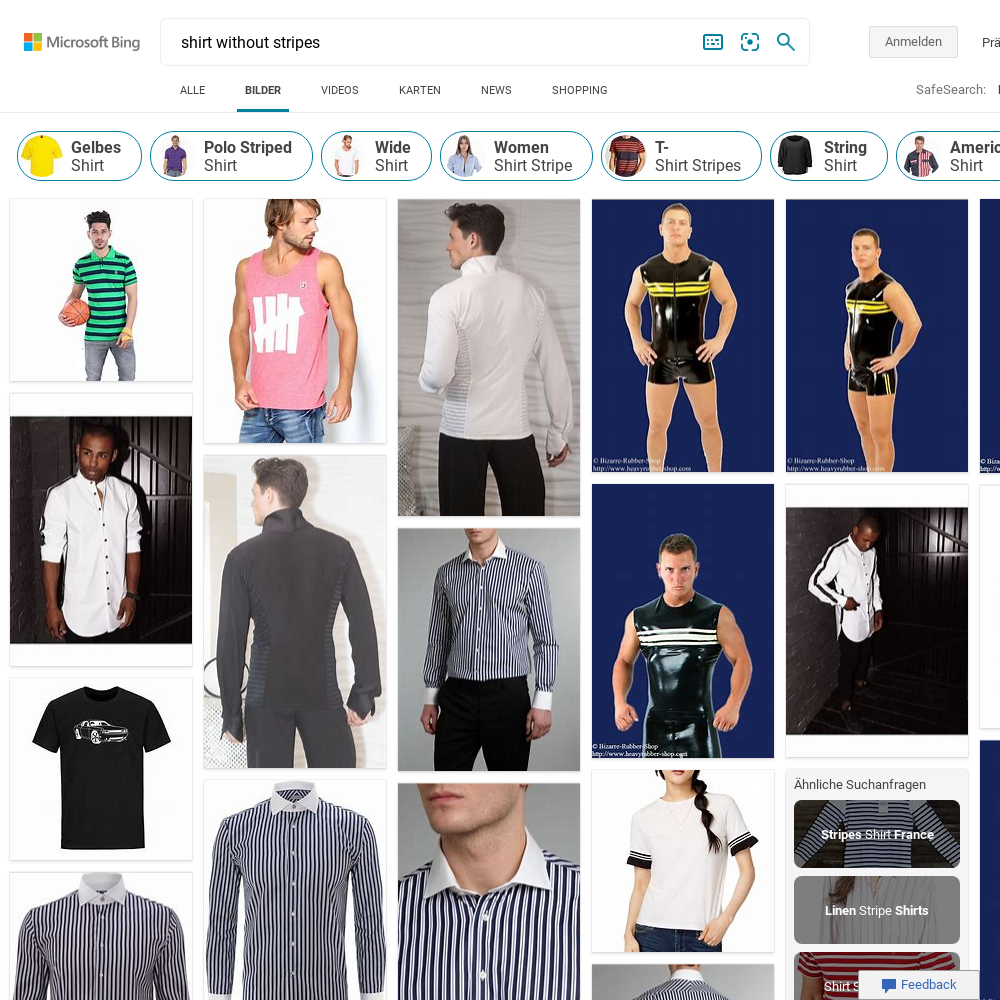 Microsoft Bing
shirt without stripes
Anmelden
ALLE
BILDER
VIDEOS
KARTEN
NEWS
SHOPPING
SafeSearch:
Gelbes
Shirt
Polo Striped
Shirt
Wide
Shirt
Women
Shirt Stripe
T-
Shirt Stripes
String
Shirt
Shirt
© Bizarre-Rubber-Shop
http://www.heavyrubber-shop.com
© Bizarre-Rubber-Shop
http://www.heavyrubber-shop.com
© Bizarre-Rubber-Shop
http://www.heavyrubber-shop.com
Ähnliche Suchanfragen
Stripes Shirt France
Linen Stripe Shirts
Shirt
Feedback